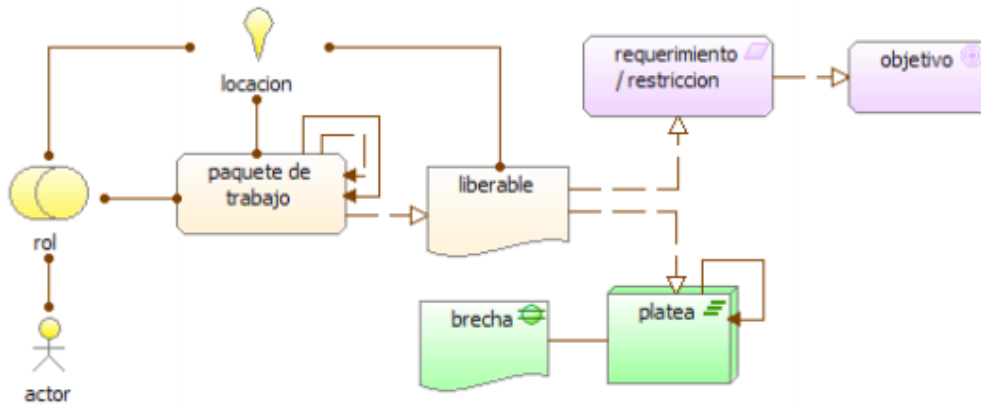 locacion
requerimiento
/ restriccion
objetivo
paquete de
trabajo
liberable
rol
brecha
platea
actor